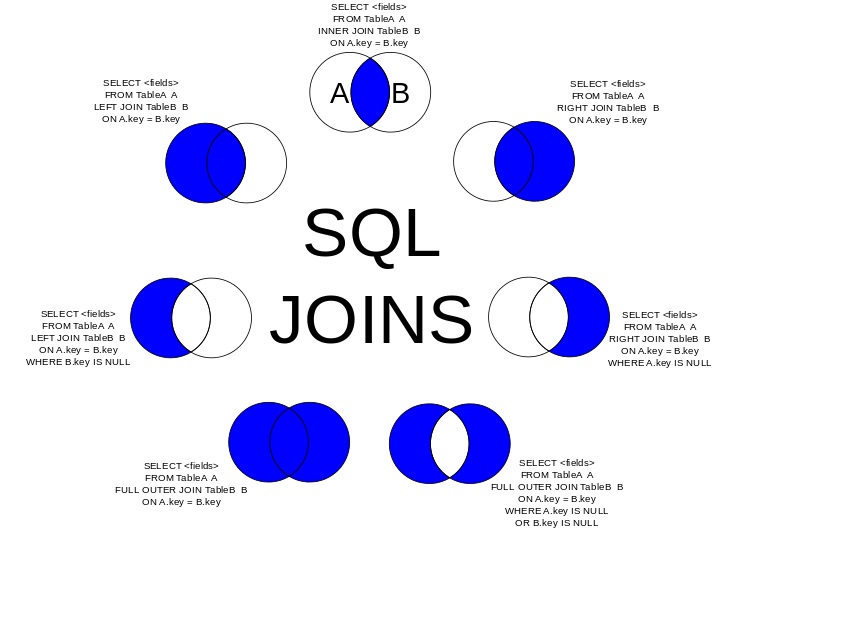 SELECT <fields>
FROM TableA A
INNER JOIN TableB B
ON A.key = B.key
A B
SELECT <fields>
FROM TableA A
LEFT JOIN TableB B
ON A.key = B.key
SELECT <fields>
FROM TableA A
RIGHT JOIN TableB B
ON A.key = B.key
SQL
JOINS
SELECT <fields>
FROM TableA A
LEFT JOIN TableB B
ON A.key = B.key
WHERE B.key IS NULL
SELECT <fields>
FROM TableA A
RIGHT JOIN TableB B
ON A.key = B.key
WHERE A.key IS NULL
SELECT <fields>
FROM TableA A
FULL OUTER JOIN TableB B
ON A.key = B.key
SELECT <fields>
FROM TableA A
FULL OUTER JOIN TableB B
ON A.key = B.key
WHERE A.key IS NULL
OR B.key IS NULL